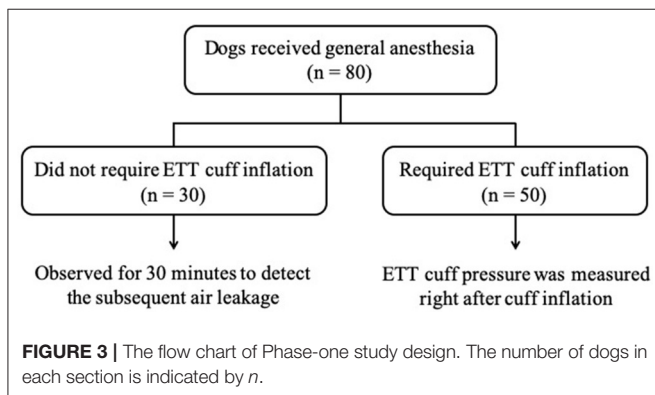 Dogs received general anesthesia
(n = 80)
Did not require ETT cuff inflation
(n = 30)
Required ETT cuff inflation
(n = 50)
Observed for 30 minutes to detect
the subsequent air leakage
ETT cuff pressure was measured
right after cuff inflation
FIGURE 3 | The flow chart of Phase-one study design. The number of dogs in
each section is indicated by n.